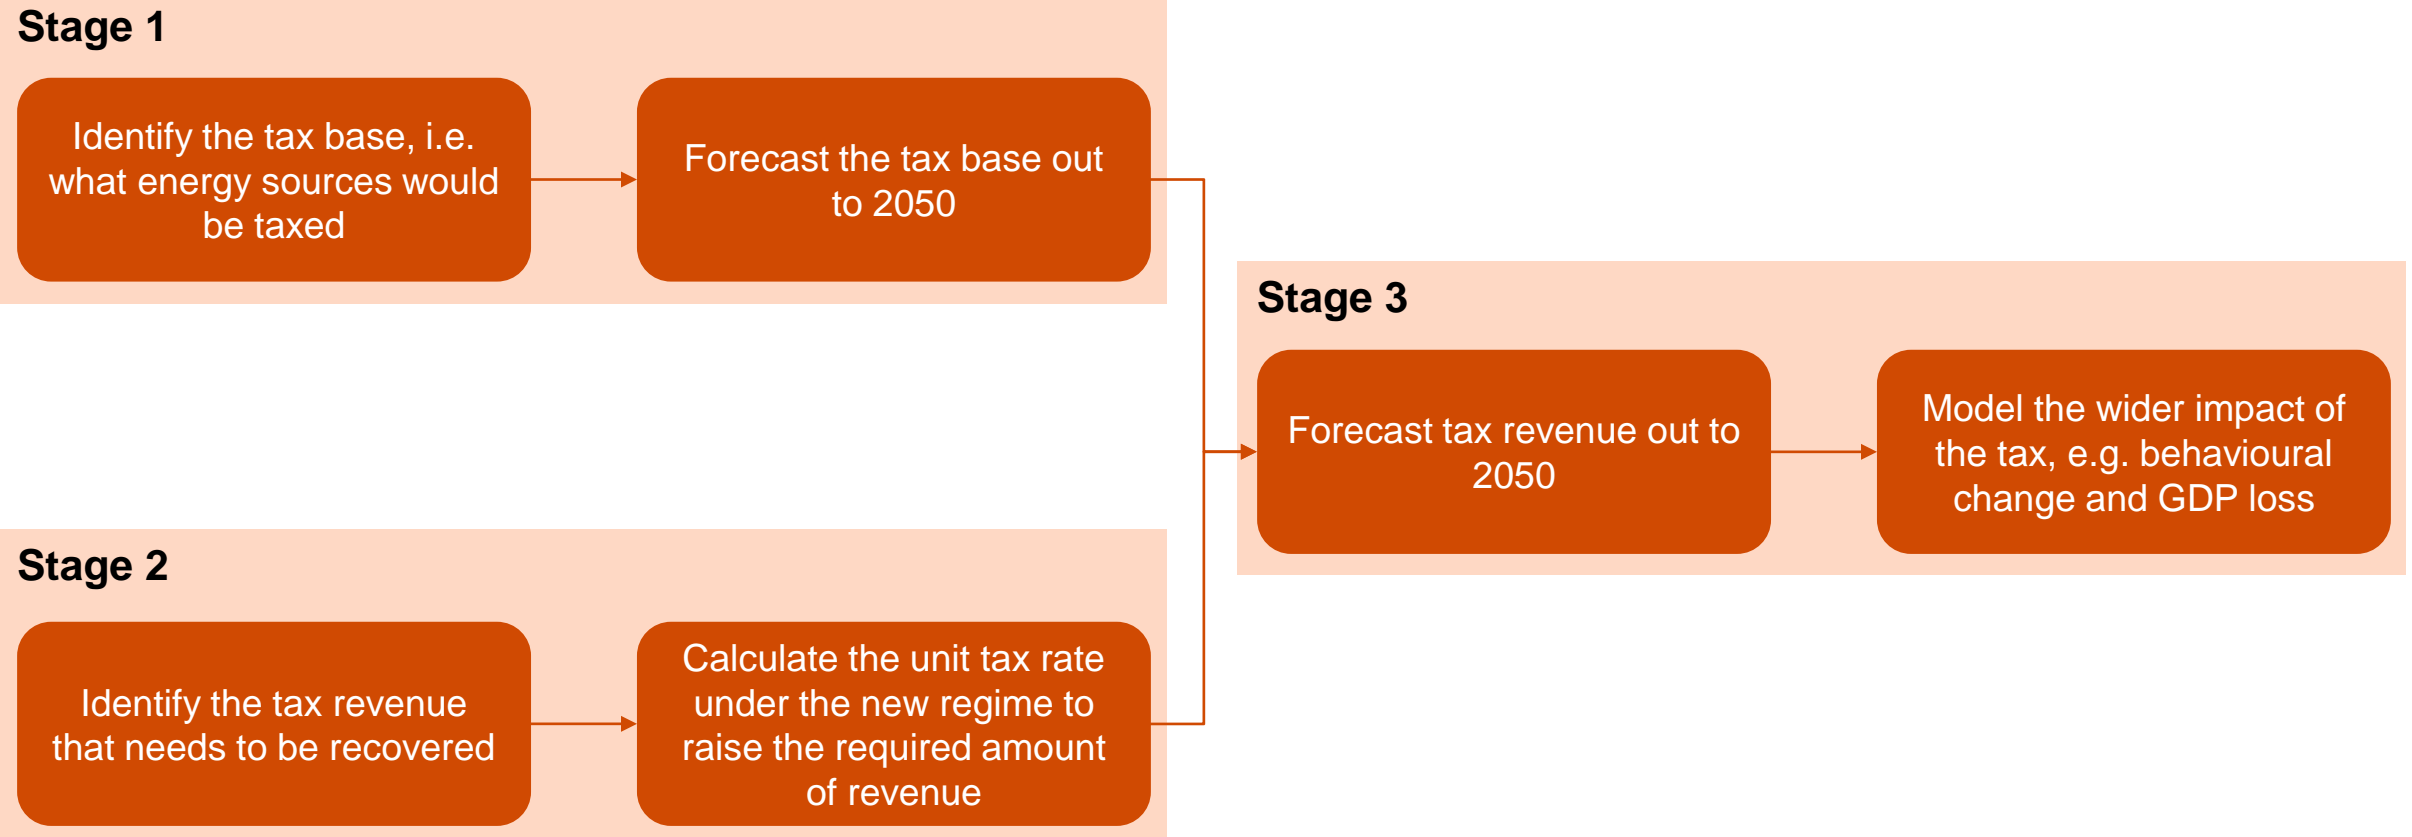 Stage 1
Identify the tax base, i.e.
what energy sources would
be taxed
Forecast the tax base out
to 2050
Stage 3
Forecast tax revenue out to
2050
Model the wider impact of
the tax, e.g. behavioural
change and GDP loss
Stage 2
Identify the tax revenue
that needs to be recovered
Calculate the unit tax rate
under the new regime to
raise the required amount
of revenue